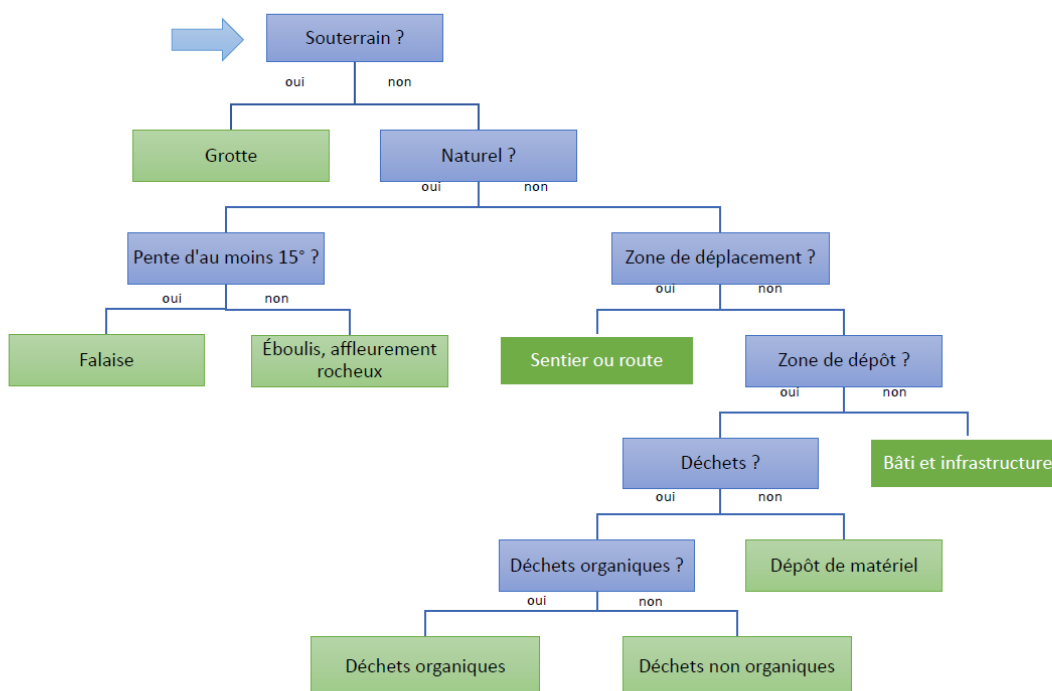 Souterrain ?
oui
non
Grotte
Naturel ?
oui
non
Pente d'au moins 15° ?
Zone de déplacement ?
oui
non
oui
non
Falaise
Éboulis, affleurement
rocheux
Sentier ou route
Zone de dépôt ?
oui
non
Déchets ?
Bâti et infrastructure
oui
non
Déchets organiques ?
Dépôt de matériel
oui
non
Déchets organiques
Déchets non organiques